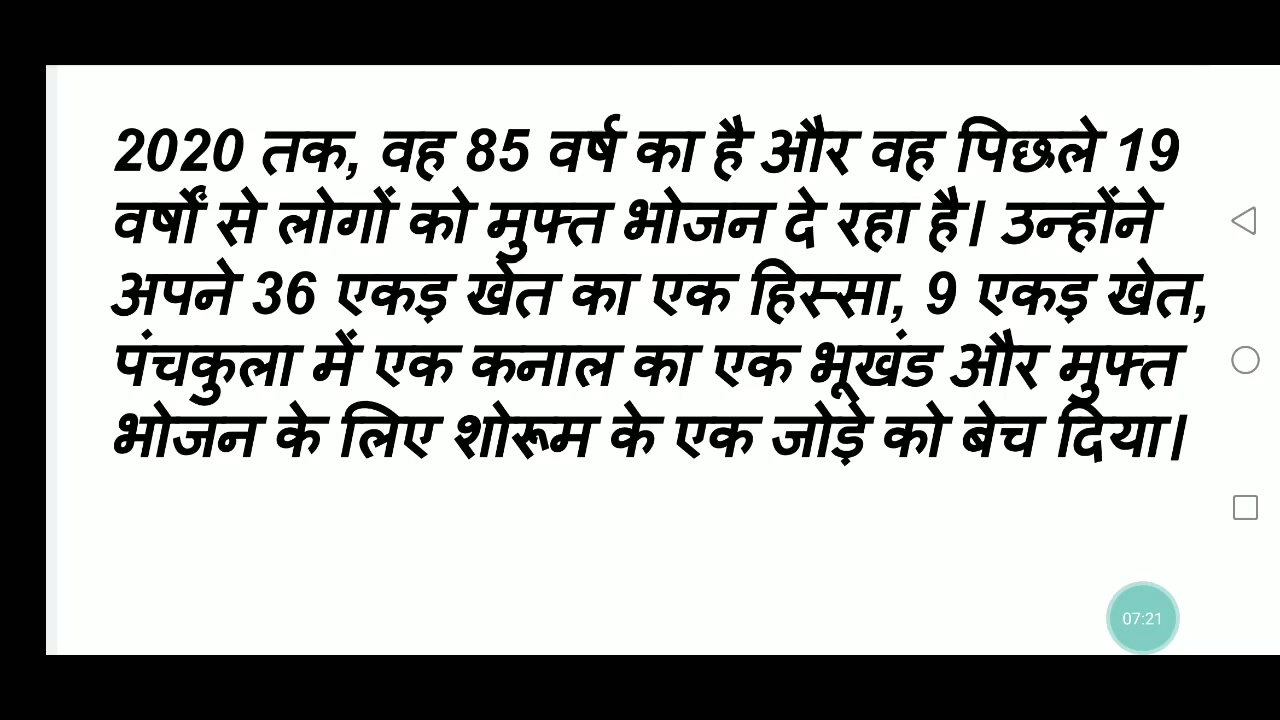 2020 तक, वह 85 वर्ष का है और वह पिछले 19
वर्षों से लोगों को मुफ्त भोजन दे रहा है। उन्होंने
अपने 36 एकड़ खेत का एक हिस्सा, 9 एकड़ खेत,
पंचकुला में एक कनाल का एक भूखंड और मुफ्त
भोजन के लिए शोरूम के एक जोड़े को बेच दिया।
07:21